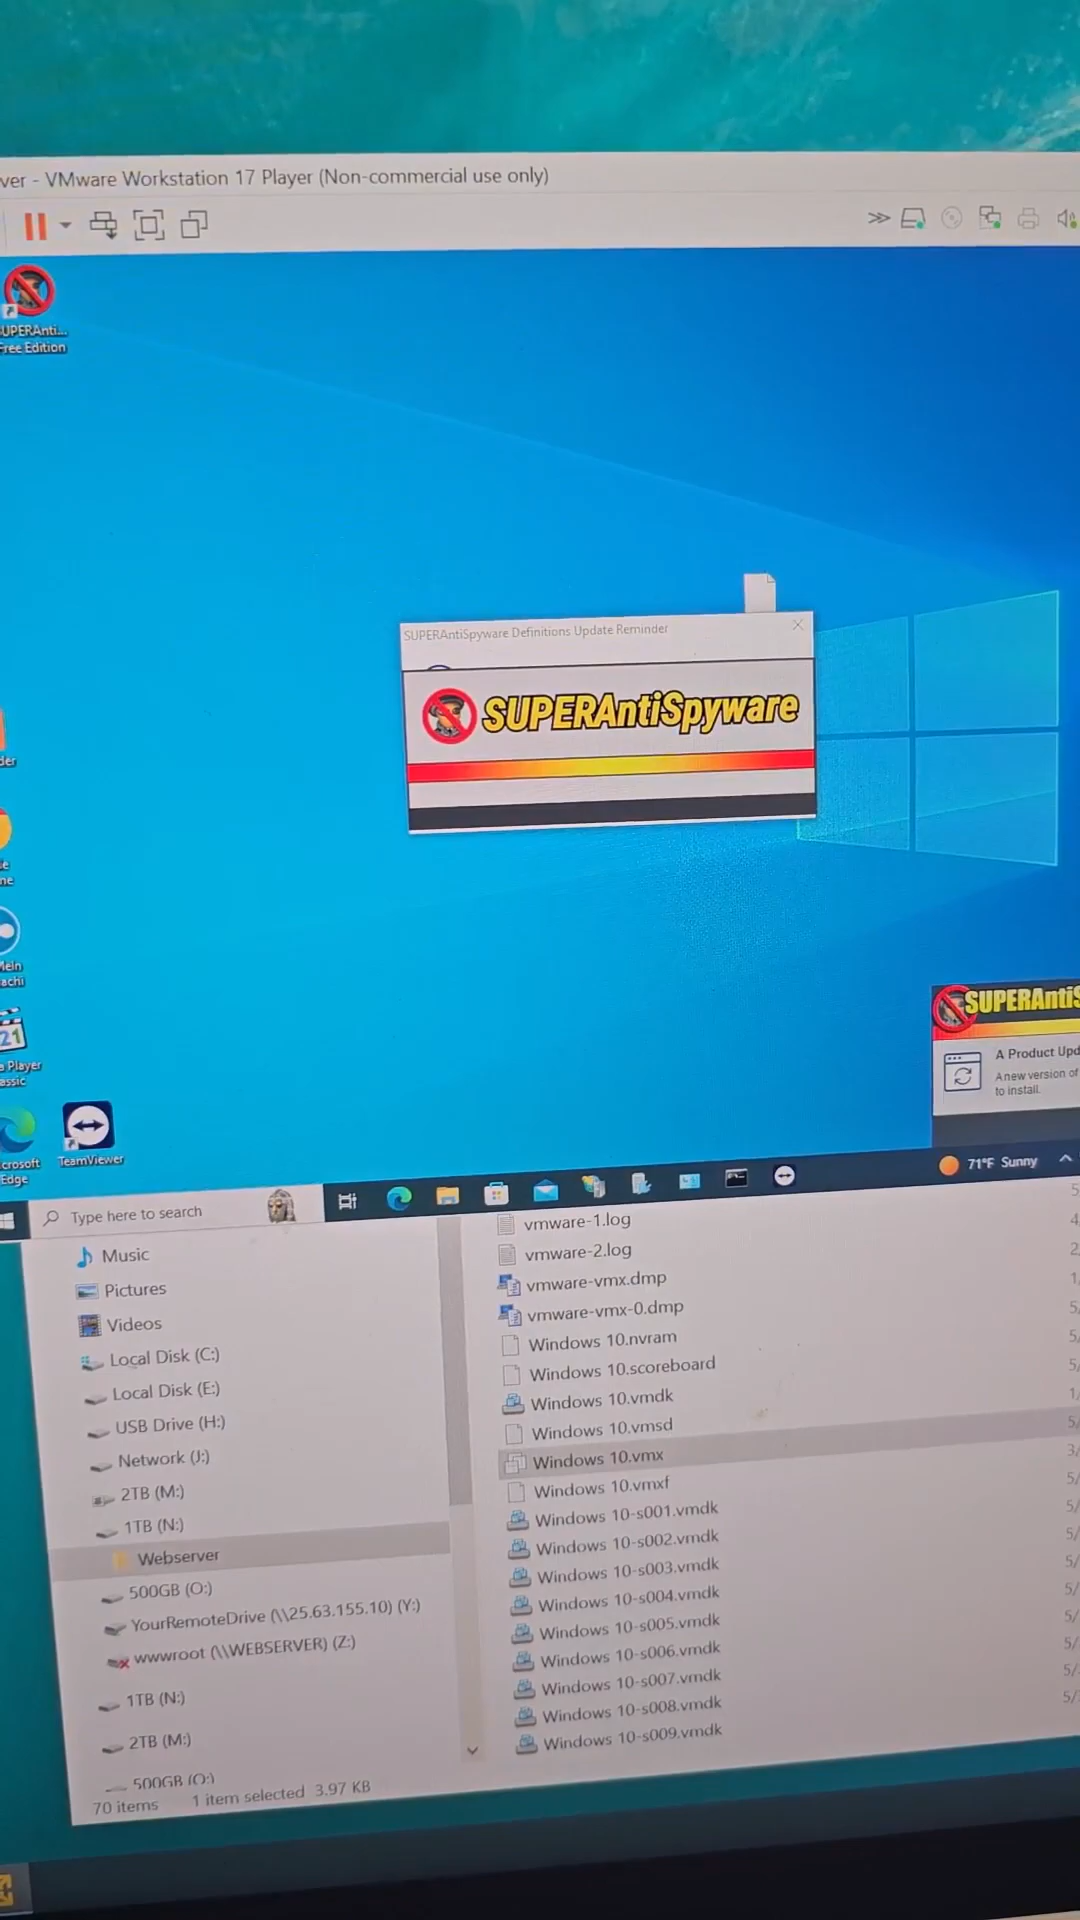 ver - VMware Workstation 17 Player (Non-commercial use only)
UPERAnti...
Free Edition
SUPERAntiSpyware Definitions Update Reminder
SUPERAntiSpyware
der
me
achi
a Player
assic
crosoft
Edge
TeamViewer
SUPERAntiS
A Product Upd
A new version of
to install.
71°F Sunny
Type here to search
Music
Pictures
Videos
Local Disk (C:)
Local Disk (E:)
USB Drive (H:)
Network (J:)
2TB (M:)
1TB (N:)
Webserver
500GB (O:)
YourRemoteDrive (\\25.63.155.10) (Y:)
wwwroot (\\WEBSERVER) (Z:)
1TB (N:)
2TB (M:)
500GB (O:)
vmware-1.log
vmware-2.log
vmware-vmx.dmp
vmware-vmx-0.dmp
Windows 10.nvram
Windows 10.scoreboard
Windows 10.vmdk
Windows 10.vmsd
Windows 10.vmx
Windows 10.vmxf
Windows 10-s001.vmdk
Windows 10-s002.vmdk
Windows 10-s003.vmdk
Windows 10-s004.vmdk
Windows 10-s005.vmdk
Windows 10-s006.vmdk
Windows 10-s007.vmdk
Windows 10-s008.vmdk
Windows 10-s009.vmdk
70 items 1 item selected 3.97 KB